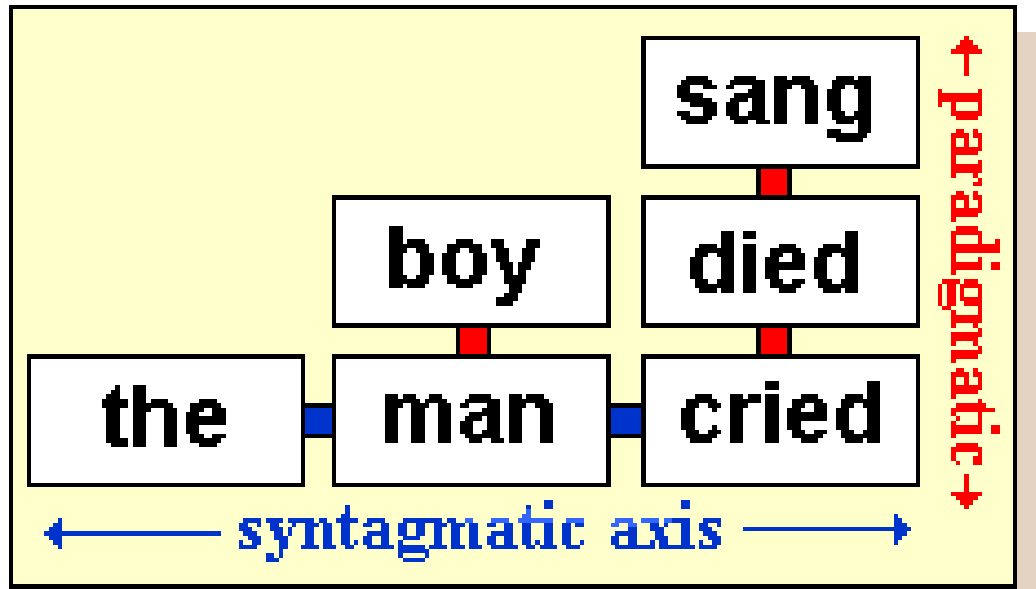 sang
boy died
the man cried
syntagmatic axis
paradigmatic